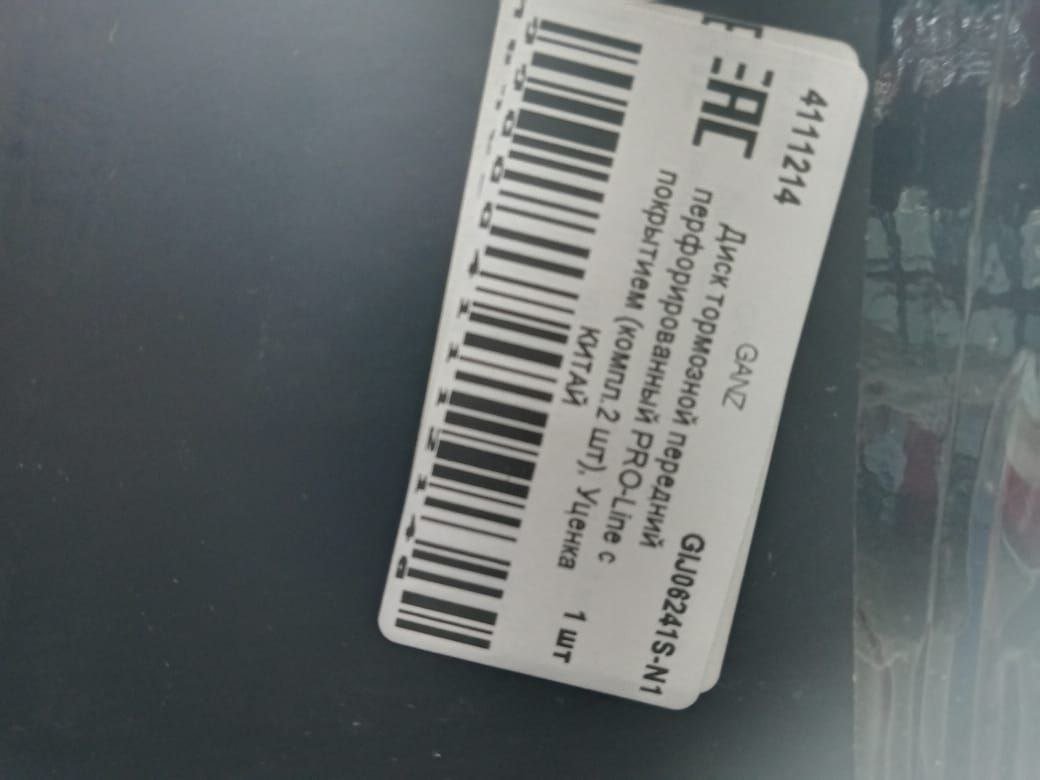 4111214
EAC
GANZ GIJ06241S-N1
Диск тормозной передний
перфорированный PRO-Line с
покрытием (компл.2 шт), Уценка
КИТАЙ 1 шт